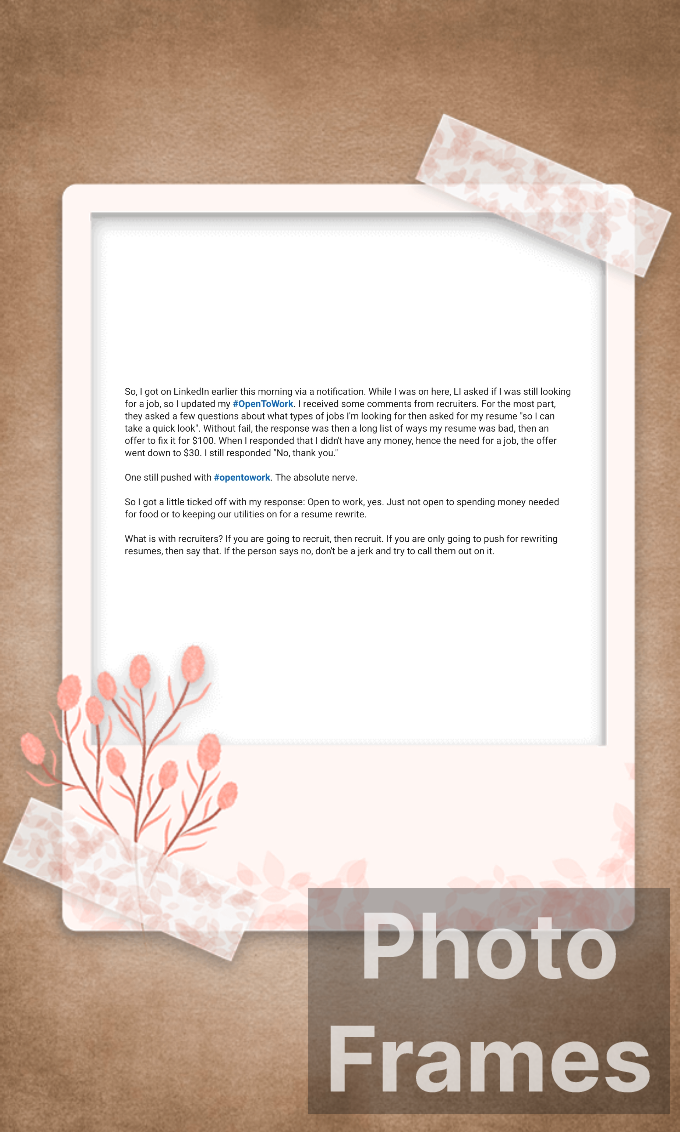 So, I got on LinkedIn earlier this morning via a notification. While I was on here, LI asked if I was still looking
for a job, so I updated my #OpenToWork. I received some comments from recruiters. For the most part,
they asked a few questions about what types of jobs I'm looking for then asked for my resume "so I can
take a quick look". Without fail, the response was then a long list of ways my resume was bad, then an
offer to fix it for $100. When I responded that I didn't have any money, hence the need for a job, the offer
went down to $30. I still responded "No, thank you."
One still pushed with #opentowork. The absolute nerve.
So I got a little ticked off with my response: Open to work, yes. Just not open to spending money needed
for food or to keeping our utilities on for a resume rewrite.
What is with recruiters? If you are going to recruit, then recruit. If you are only going to push for rewriting
resumes, then say that. If the person says no, don't be a jerk and try to call them out on it.
Photo
Frames